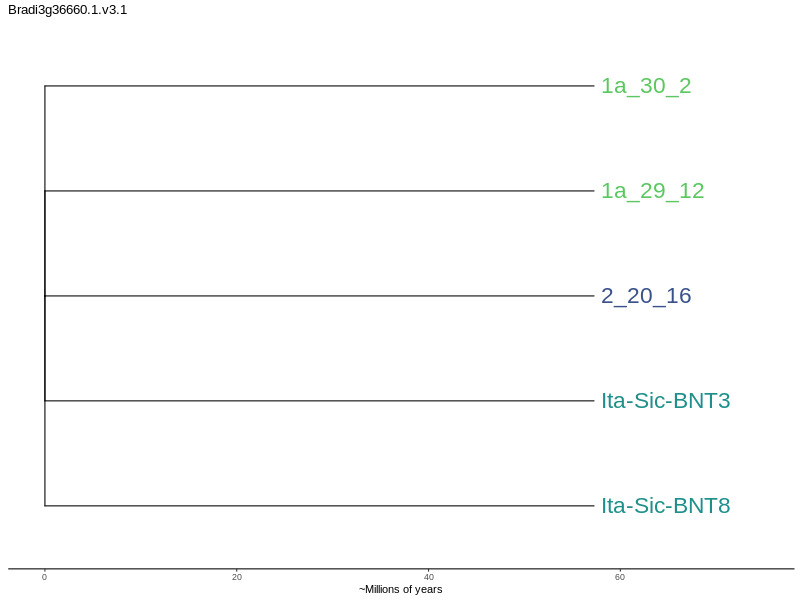 Bradi3g36660.1.v3.1
1a_30_2
1a_29_12
2_20_16
Ita-Sic-BNT3
Ita-Sic-BNT8
0 20 40 60
~Millions of years